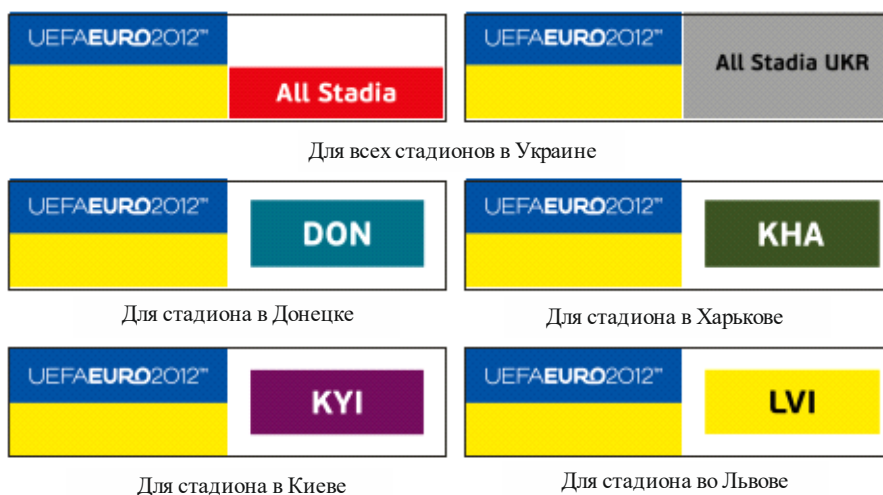 UEFAEURO2012™ UEFAEURO2012™
All Stadia All Stadia UKR
Для всех стадионов в Украине
UEFAEURO2012™ UEFAEURO2012™
DON KHA
Для стадиона в Донецке Для стадиона в Харькове
UEFAEURO2012™ UEFAEURO2012™
KYI LVI
Для стадиона в Киеве Для стадиона во Львове